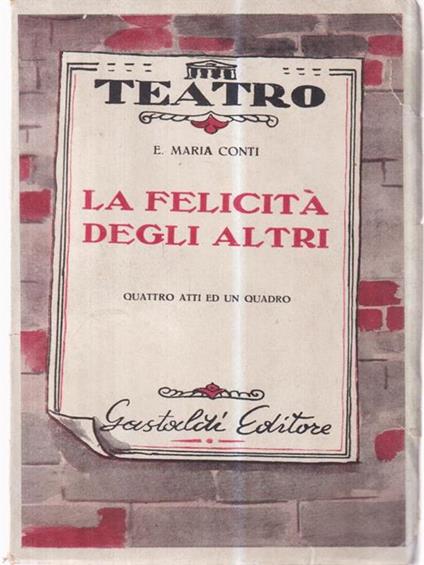 TEATRO
E. MARIA CONTI
LA FELICITÀ
DEGLI ALTRI
QUATTRO ATTI ED UN QUADRO
Gastaldi Editore